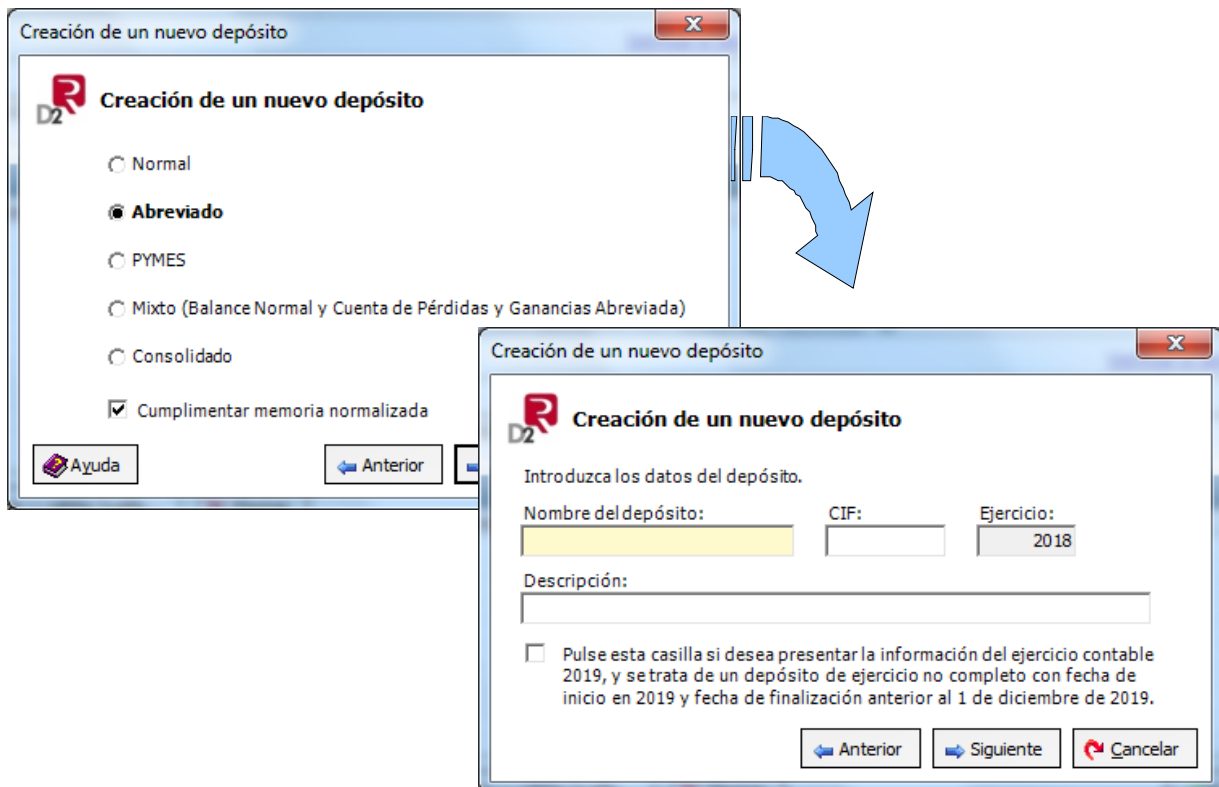 Creación de un nuevo depósito
X
D2 R
Creación de un nuevo depósito
Normal
Abreviado
PYMES
Mixto (Balance Normal y Cuenta de Pérdidas y Ganancias Abreviada)
Consolidado
Cumplimentar memoria normalizada
Ayuda
Anterior
Creación de un nuevo depósito
X
D2 R
Creación de un nuevo depósito
Introduzca los datos del depósito.
Nombre del depósito: CIF: Ejercicio:
2018
Descripción:
Pulse esta casilla si desea presentar la información del ejercicio contable
2019, y se trata de un depósito de ejercicio no completo con fecha de
inicio en 2019 y fecha de finalización anterior al 1 de diciembre de 2019.
Anterior Siguiente Cancelar